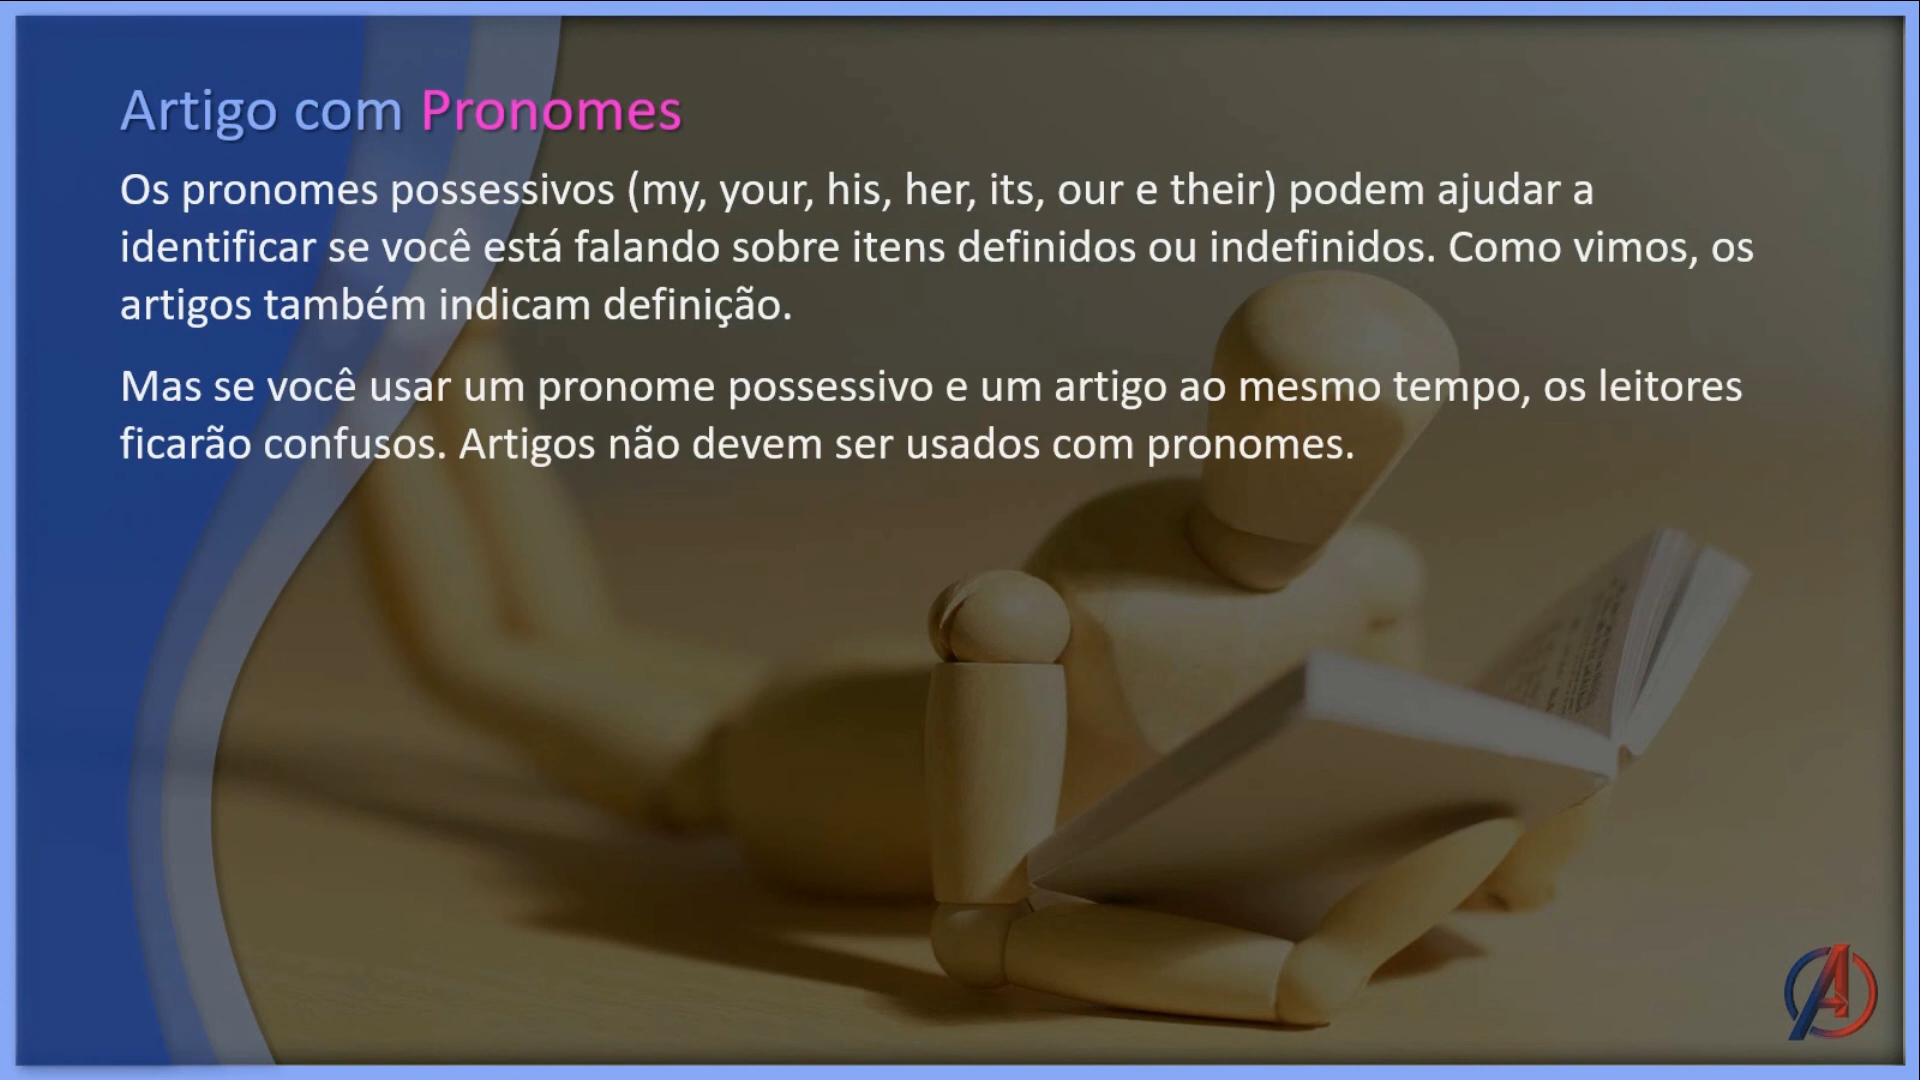 Artigo com Pronomes
Os pronomes possessivos (my, your, his, her, its, our e their) podem ajudar a
identificar se você está falando sobre itens definidos ou indefinidos. Como vimos, os
artigos também indicam definição.
Mas se você usar um pronome possessivo e um artigo ao mesmo tempo, os leitores
ficarão confusos. Artigos não devem ser usados com pronomes.